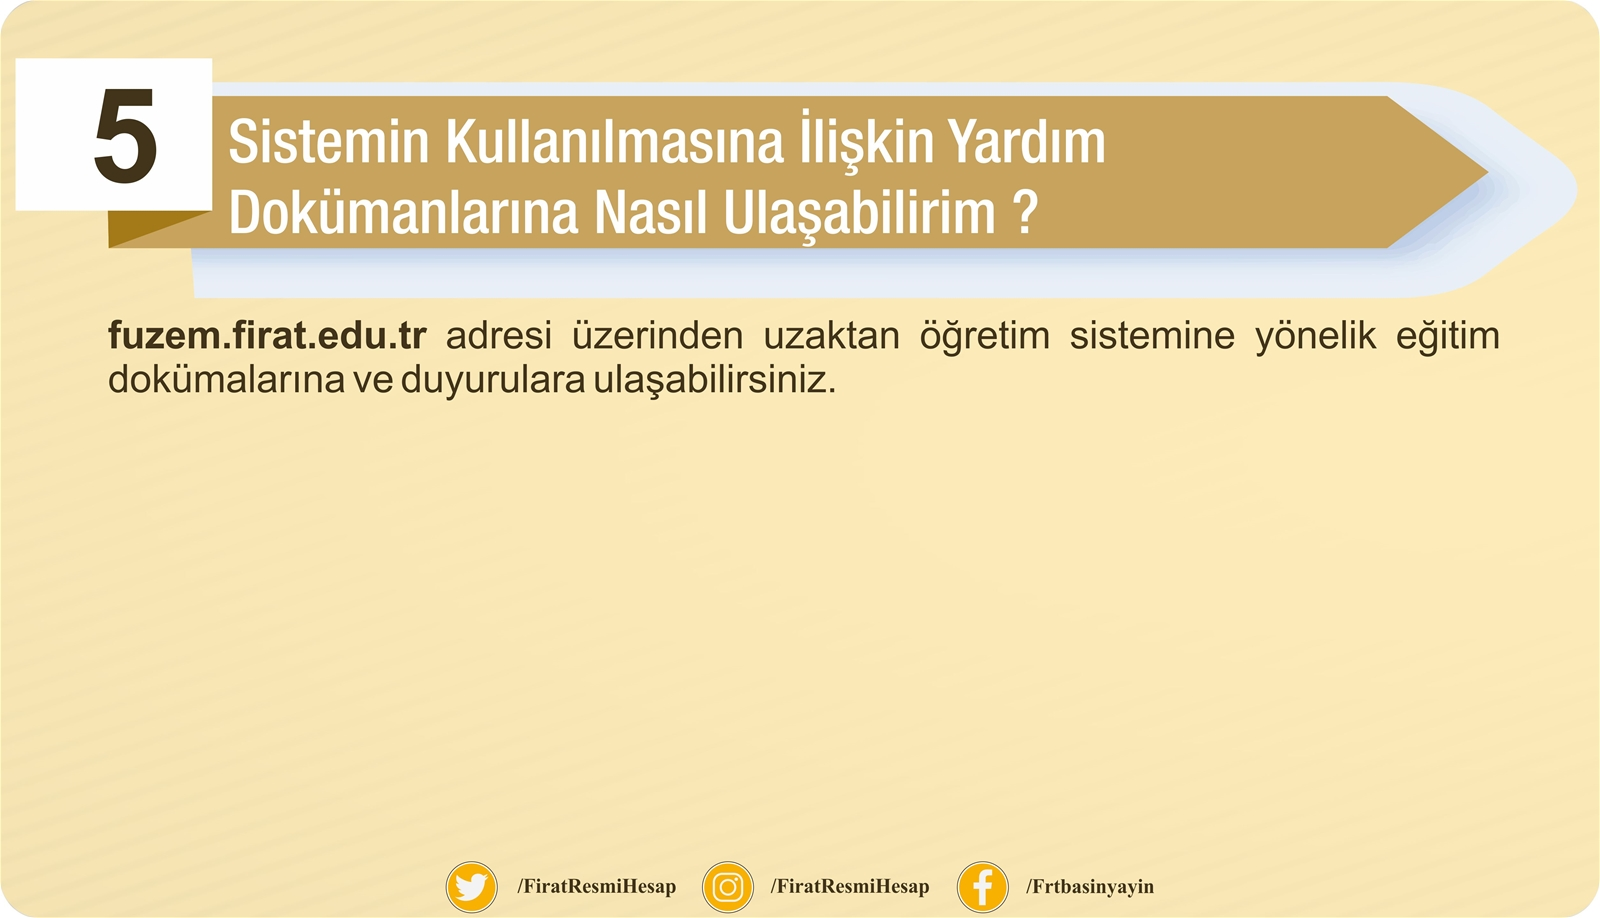 5
Sistemin Kullanılmasına İlişkin Yardım
Dokümanlarına Nasıl Ulaşabilirim ?
fuzem.firat.edu.tr adresi üzerinden uzaktan öğretim sistemine yönelik eğitim
dokümalarına ve duyurulara ulaşabilirsiniz.
/FiratResmiHesap /FiratResmiHesap /Frtbasinyayin